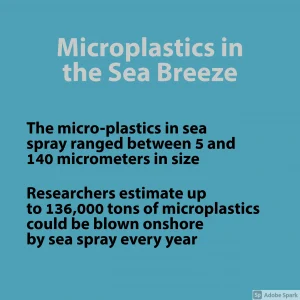 Microplastics in
the Sea Breeze
The micro-plastics in sea
spray ranged between 5 and
140 micrometers in size
Researchers estimate up
to 136,000 tons of microplastics
could be blown onshore
by sea spray every year
Sp Adobe Spark